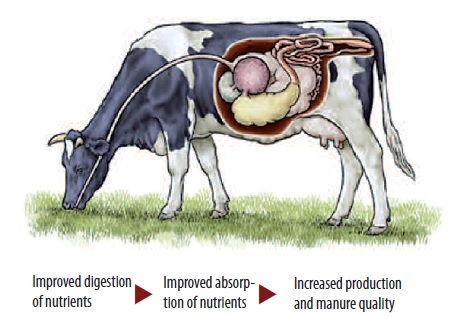 Improved digestion
of nutrients
Improved absorp-
tion of nutrients
Increased production
and manure quality